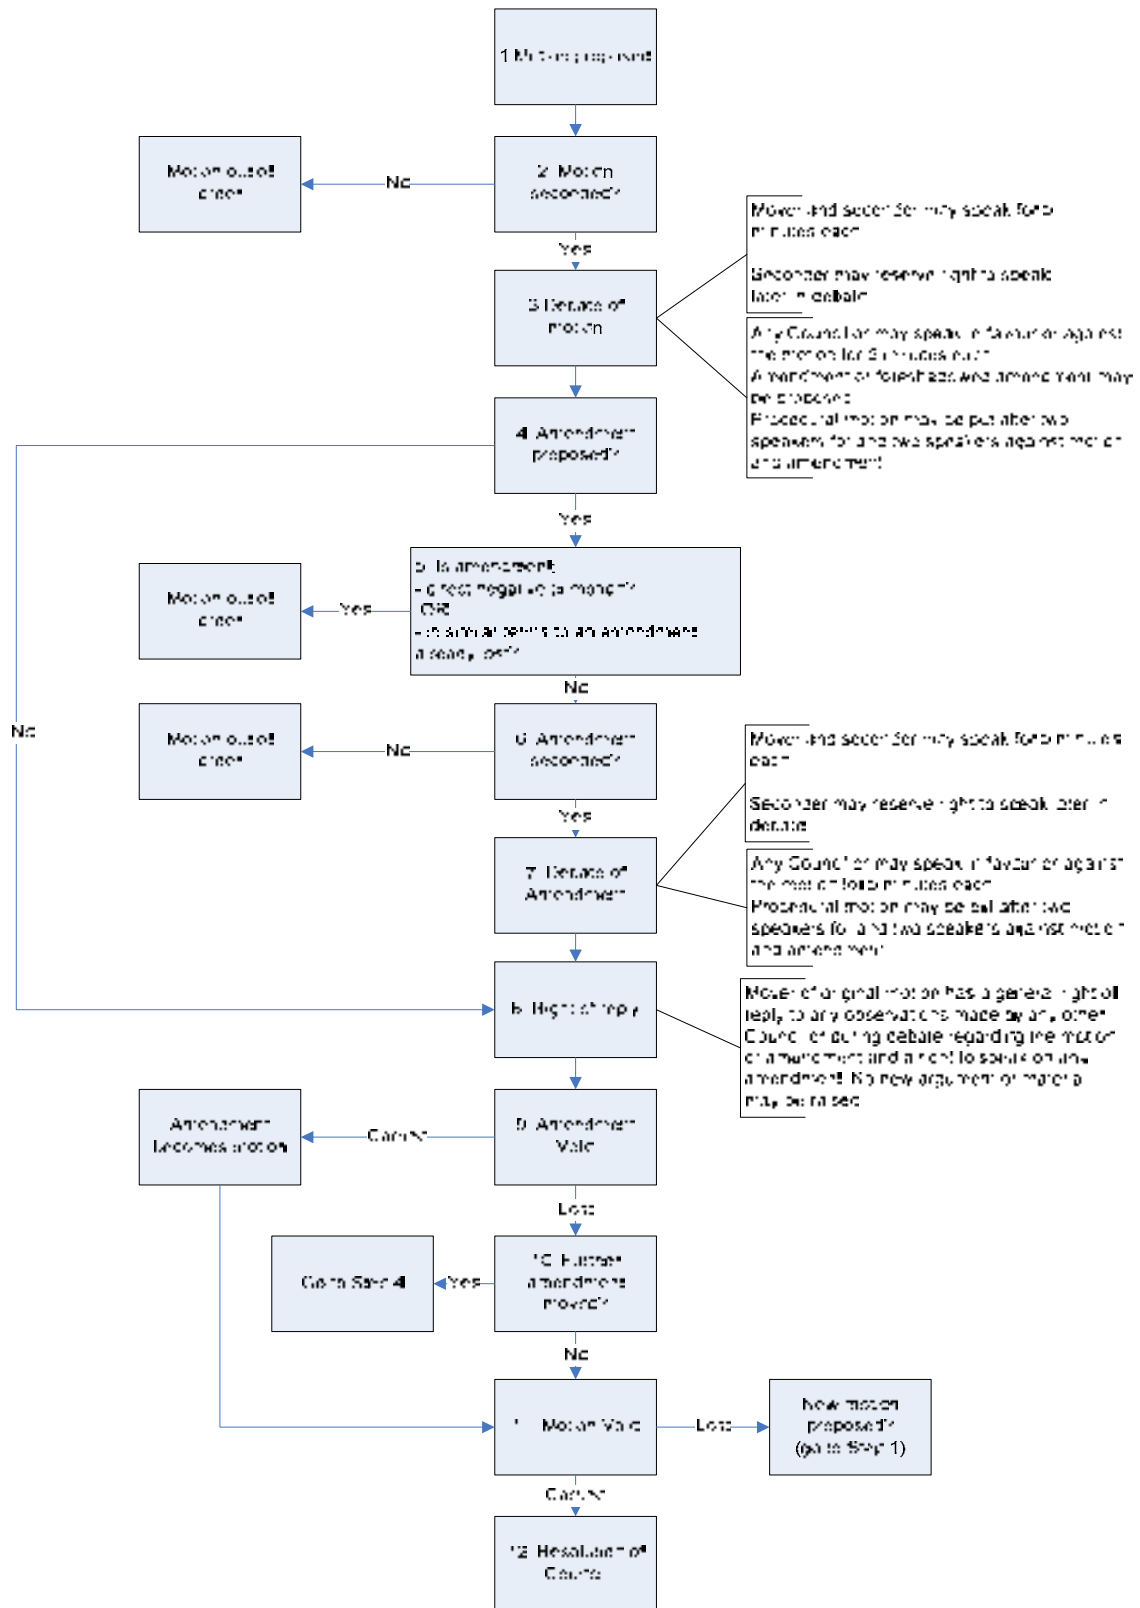 1 Motion proposed
Motion out of
order
No
2. Motion
seconded?
Mover and seconder may speak for
minutes each
Yes
Seconder may reserve right to speak
later in debate
3 Debate of
motion
Any Councillor may speak in favour or against
the motion for minutes each
Amendment or foreshadowed amendment may
be proposed
Procedural motion may be put after two
speakers for and two speakers against motion
and amendment
4. Amendment
proposed?
Yes
5. Is amendment
- direct negative to motion?
OR
- in similar terms to an amendment
already lost?
Motion out of
order
Yes
No
No
Motion out of
order
No
6. Amendment
seconded?
Mover and seconder may speak for minutes
each
Yes
Seconder may reserve right to speak later in
debate
7. Debate of
Amendment
Any Councillor may speak in favour or against
the motion for minutes each
Procedural motion may be put after two
speakers for and two speakers against motion
and amendment
8. Right of reply
Mover of original motion has a general right of
reply to any observations made by any other
Councillor during debate regarding the motion
or amendment and a right to speak on any
amendment. No new argument or material
may be raised
Amendment
becomes motion
Carried
9. Amendment
Vote
Lost
Go to Step 4
Yes
10. Further
amendment
moved?
No
11. Motion Vote
Lost
New motion
proposed?
(go to Step 1)
Carried
12. Resolution of
Council